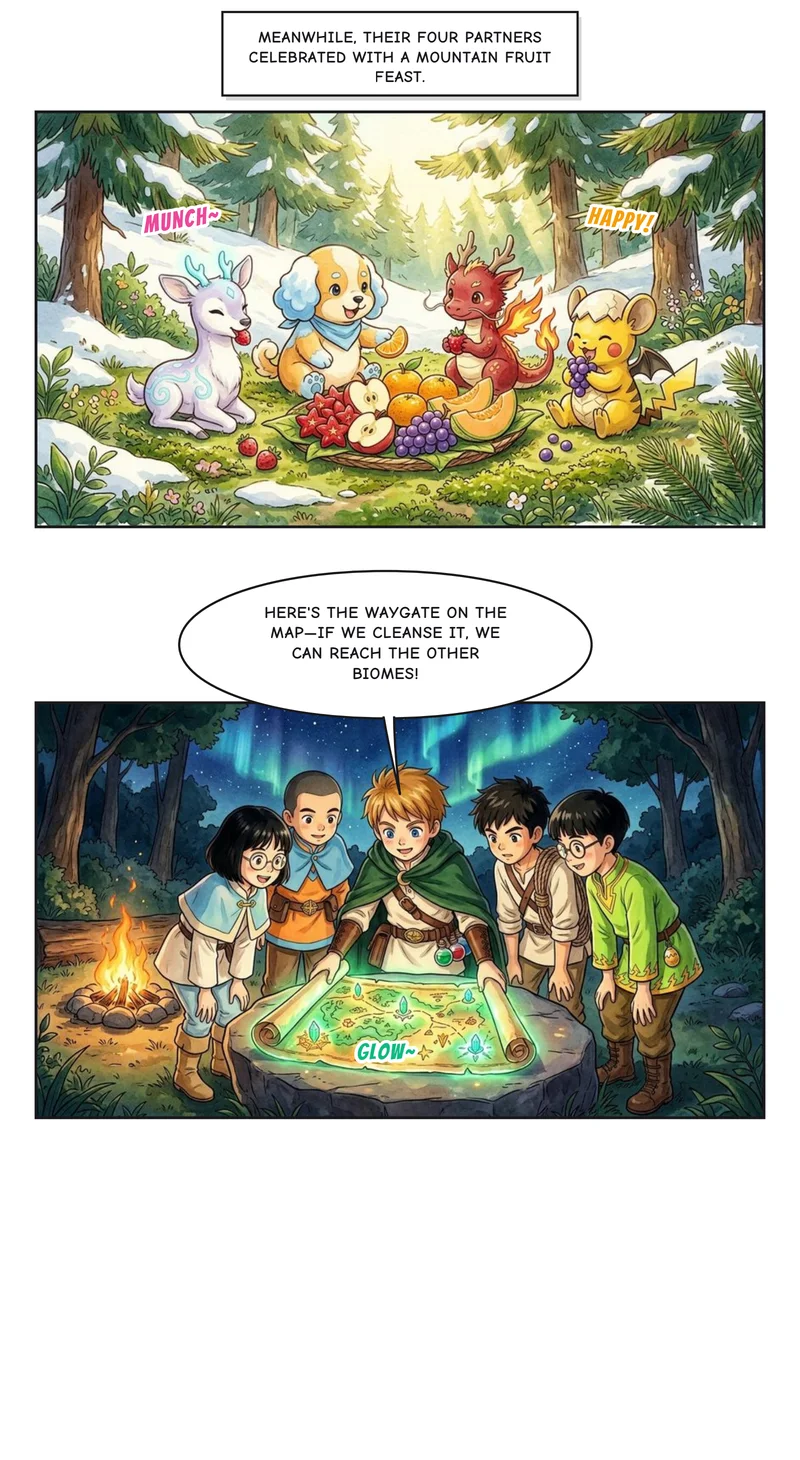 MEANWHILE, THEIR FOUR PARTNERS
CELEBRATED WITH A MOUNTAIN FRUIT
FEAST.
MUNCH~
HAPPY!
HERE'S THE WAYGATE ON THE
MAP—IF WE CLEANSE IT, WE
CAN REACH THE OTHER
BIOMES!
GLOW~